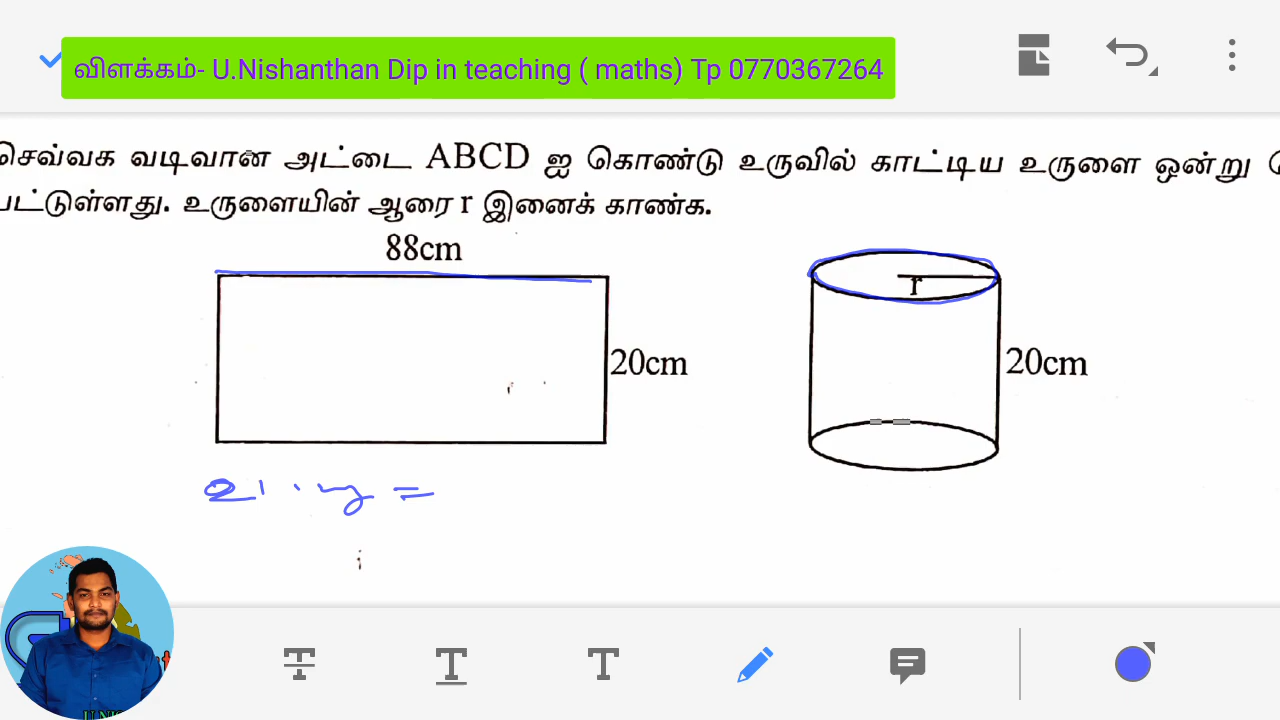 விளக்கம்- U.Nishanthan Dip in teaching ( maths) Tp 0770367264
செவ்வக வடிவான அட்டை ABCD ஐ கொண்டு உருவில் காட்டிய உருளை ஒன்று
பட்டுள்ளது. உருளையின் ஆரை r இனைக் காண்க.
88cm
r
20cm
20cm
=
T T T